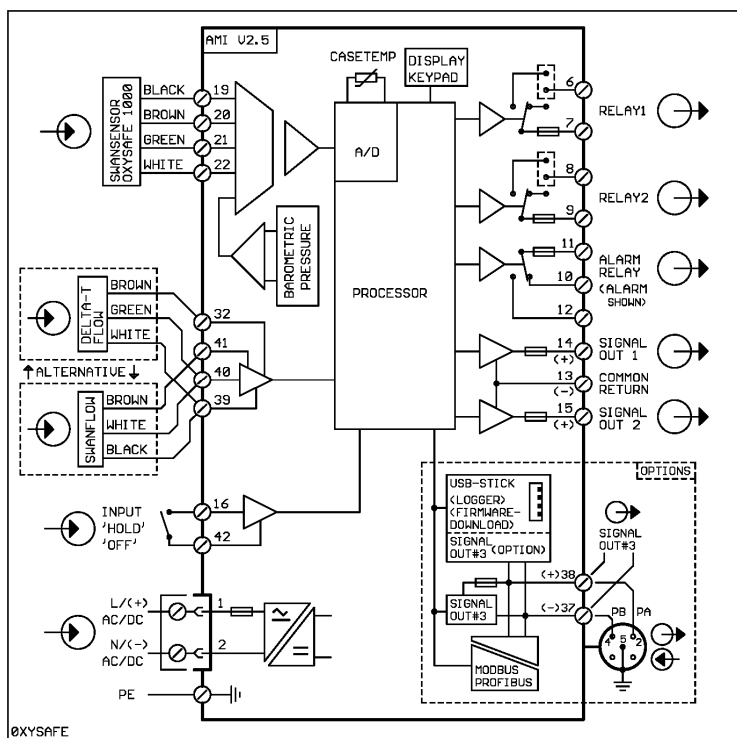 AMI V2.5
CASETEMP
DISPLAY
KEYPAD
SWANSENSOR
OXYSAFE 1000
BLACK
19
BROWN
20
GREEN
21
WHITE
22
A/D
6
RELAY1
7
8
RELAY2
9
BAROMETRIC
PRESSURE
PROCESSOR
11
ALARM
10
RELAY
(ALARM
SHOWN)
12
DELTA-T
FLOW
BROWN
32
GREEN
41
WHITE
40
39
↑ALTERNATIVE↓
SWANFLOW
BROWN
WHITE
BLACK
14
(+)
SIGNAL
OUT 1
13
(-)
COMMON
RETURN
15
(+)
SIGNAL
OUT 2
INPUT
'HOLD'
'OFF'
16
42
OPTIONS
USB-STICK
(LOGGER)
(FIRMWARE-
DOWNLOAD)
SIGNAL
OUT#3 (OPTION)
SIGNAL
OUT#3
(+)38
SIGNAL
OUT#3
(-)37
PB
PA
4
5
2
MODBUS
PROFIBUS
L/(+)
AC/DC
1
N/(-)
AC/DC
2
PE
OXYSAFE